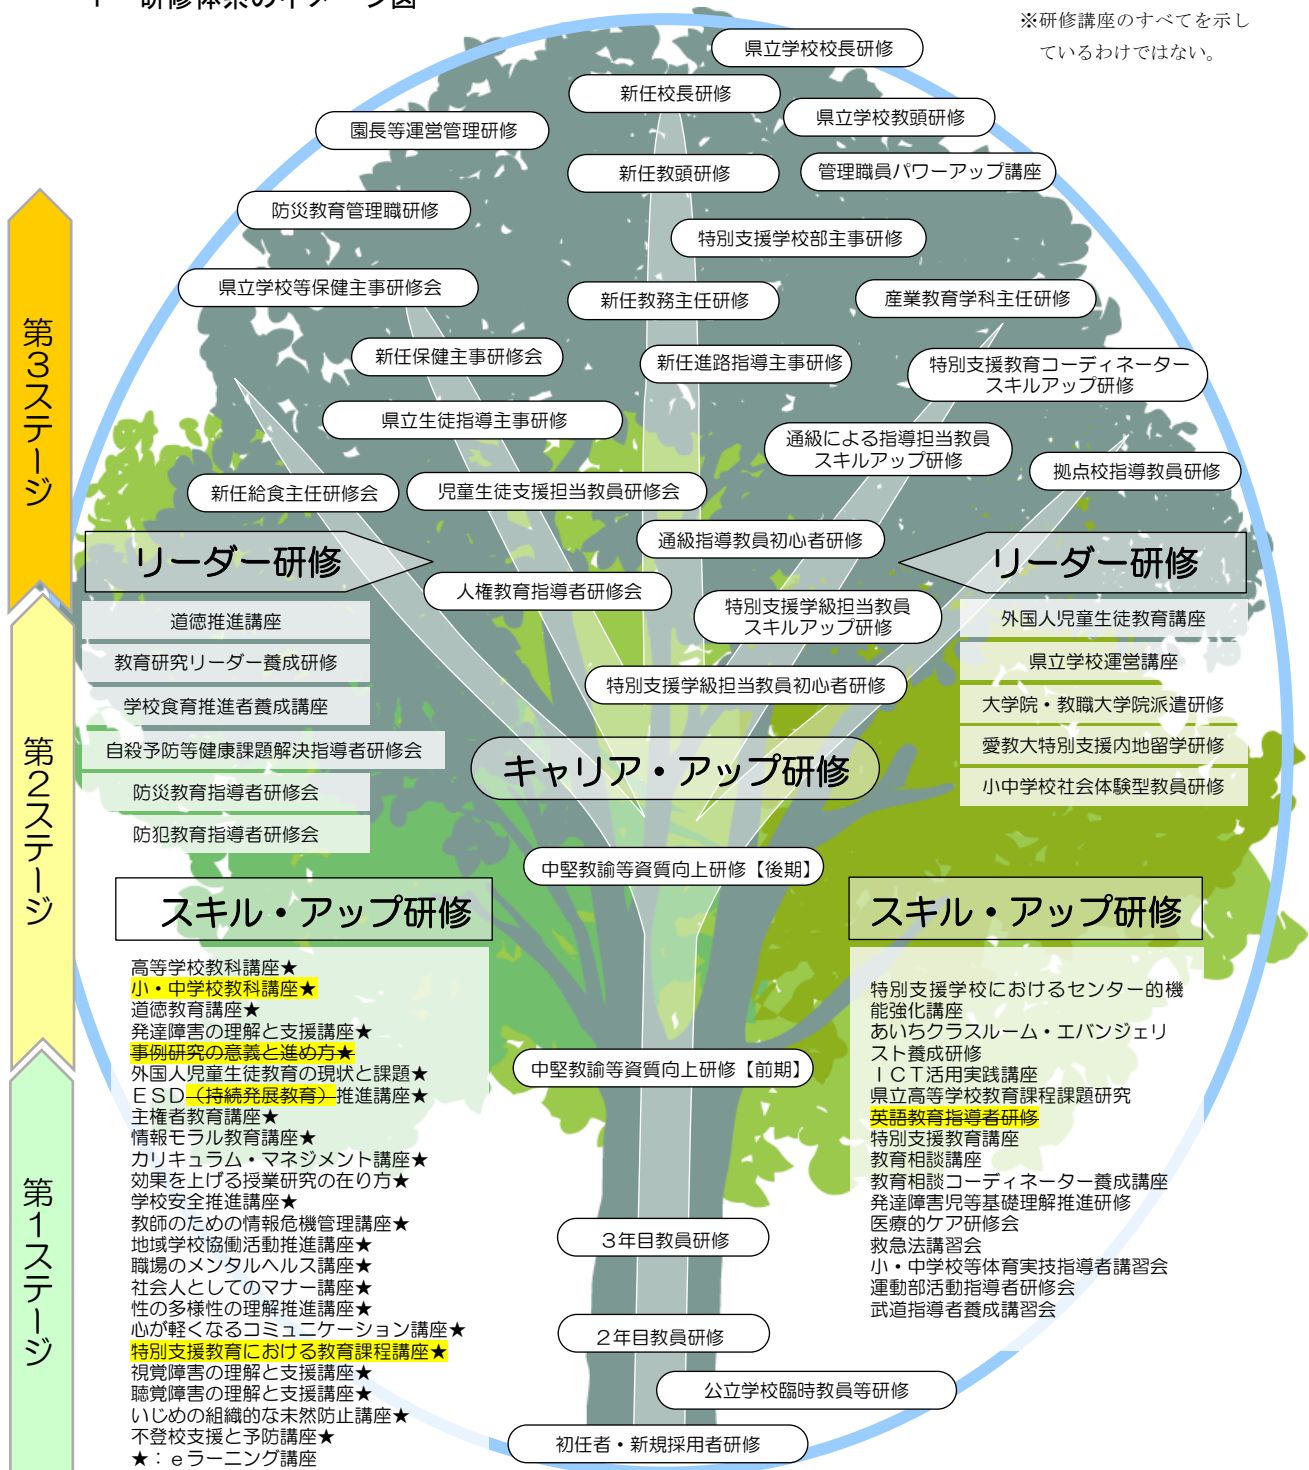 1 研修体系のイメージ図
※研修講座のすべてを示し
ているわけではない。
県立学校校長研修
新任校長研修
県立学校教頭研修
園長等運営管理研修
新任教頭研修
管理職員パワーアップ講座
防災教育管理職研修
特別支援学校部主事研修
県立学校等保健主事研修会
新任教務主任研修
産業教育学科主任研修
新任保健主事研修会
新任進路指導主事研修
特別支援教育コーディネーター
スキルアップ研修
県立生徒指導主事研修
通級による指導担当教員
スキルアップ研修
拠点校指導教員研修
新任給食主任研修会
児童生徒支援担当教員研修会
通級指導教員初心者研修
人権教育指導者研修会
特別支援学級担当教員
スキルアップ研修
特別支援学級担当教員初心者研修
第3ステージ
第2ステージ
第1ステージ
リーダー研修
道徳推進講座
教育研究リーダー養成研修
学校食育推進者養成講座
自殺予防等健康課題解決指導者研修会
防災教育指導者研修会
防犯教育指導者研修会
リーダー研修
外国人児童生徒教育講座
県立学校運営講座
大学院・教職大学院派遣研修
愛教大特別支援内地留学研修
小中学校社会体験型教員研修
キャリア・アップ研修
中堅教諭等資質向上研修【後期】
中堅教諭等資質向上研修【前期】
3年目教員研修
2年目教員研修
公立学校臨時教員等研修
初任者・新規採用者研修
スキル・アップ研修
高等学校教科講座★
小・中学校教科講座★
道徳教育講座★
発達障害の理解と支援講座★
事例研究の意義と進め方★
外国人児童生徒教育の現状と課題★
ESD(持続発展教育)推進講座★
主権者教育講座★
情報モラル教育講座★
カリキュラム・マネジメント講座★
効果を上げる授業研究の在り方★
学校安全推進講座★
教師のための情報危機管理講座★
地域学校協働活動推進講座★
職場のメンタルヘルス講座★
社会人としてのマナー講座★
性の多様性の理解推進講座★
心が軽くなるコミュニケーション講座★
特別支援教育における教育課程講座★
視覚障害の理解と支援講座★
聴覚障害の理解と支援講座★
いじめの組織的な未然防止講座★
不登校支援と予防講座★
★:eラーニング講座
スキル・アップ研修
特別支援学校におけるセンター的機
能強化講座
あいちクラスルーム・エバンジェリ
スト養成研修
ICT活用実践講座
県立高等学校教育課程課題研究
英語教育指導者研修
特別支援教育講座
教育相談講座
教育相談コーディネーター養成講座
発達障害児等基礎理解推進研修
医療的ケア研修会
救急法講習会
小・中学校等体育実技指導者講習会
運動部活動指導者研修会
武道指導者養成講習会